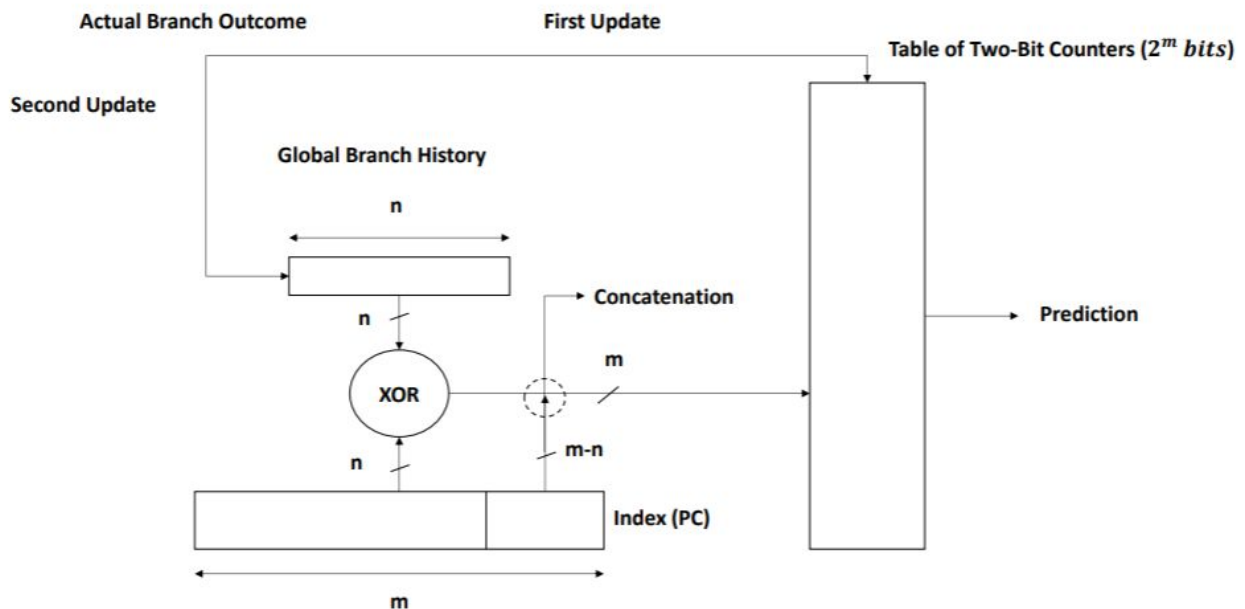 Actual Branch Outcome
First Update
Table of Two-Bit Counters (2^m bits)
Second Update
Global Branch History
n
Concatenation
n
m
Prediction
XOR
n
m-n
Index (PC)
m